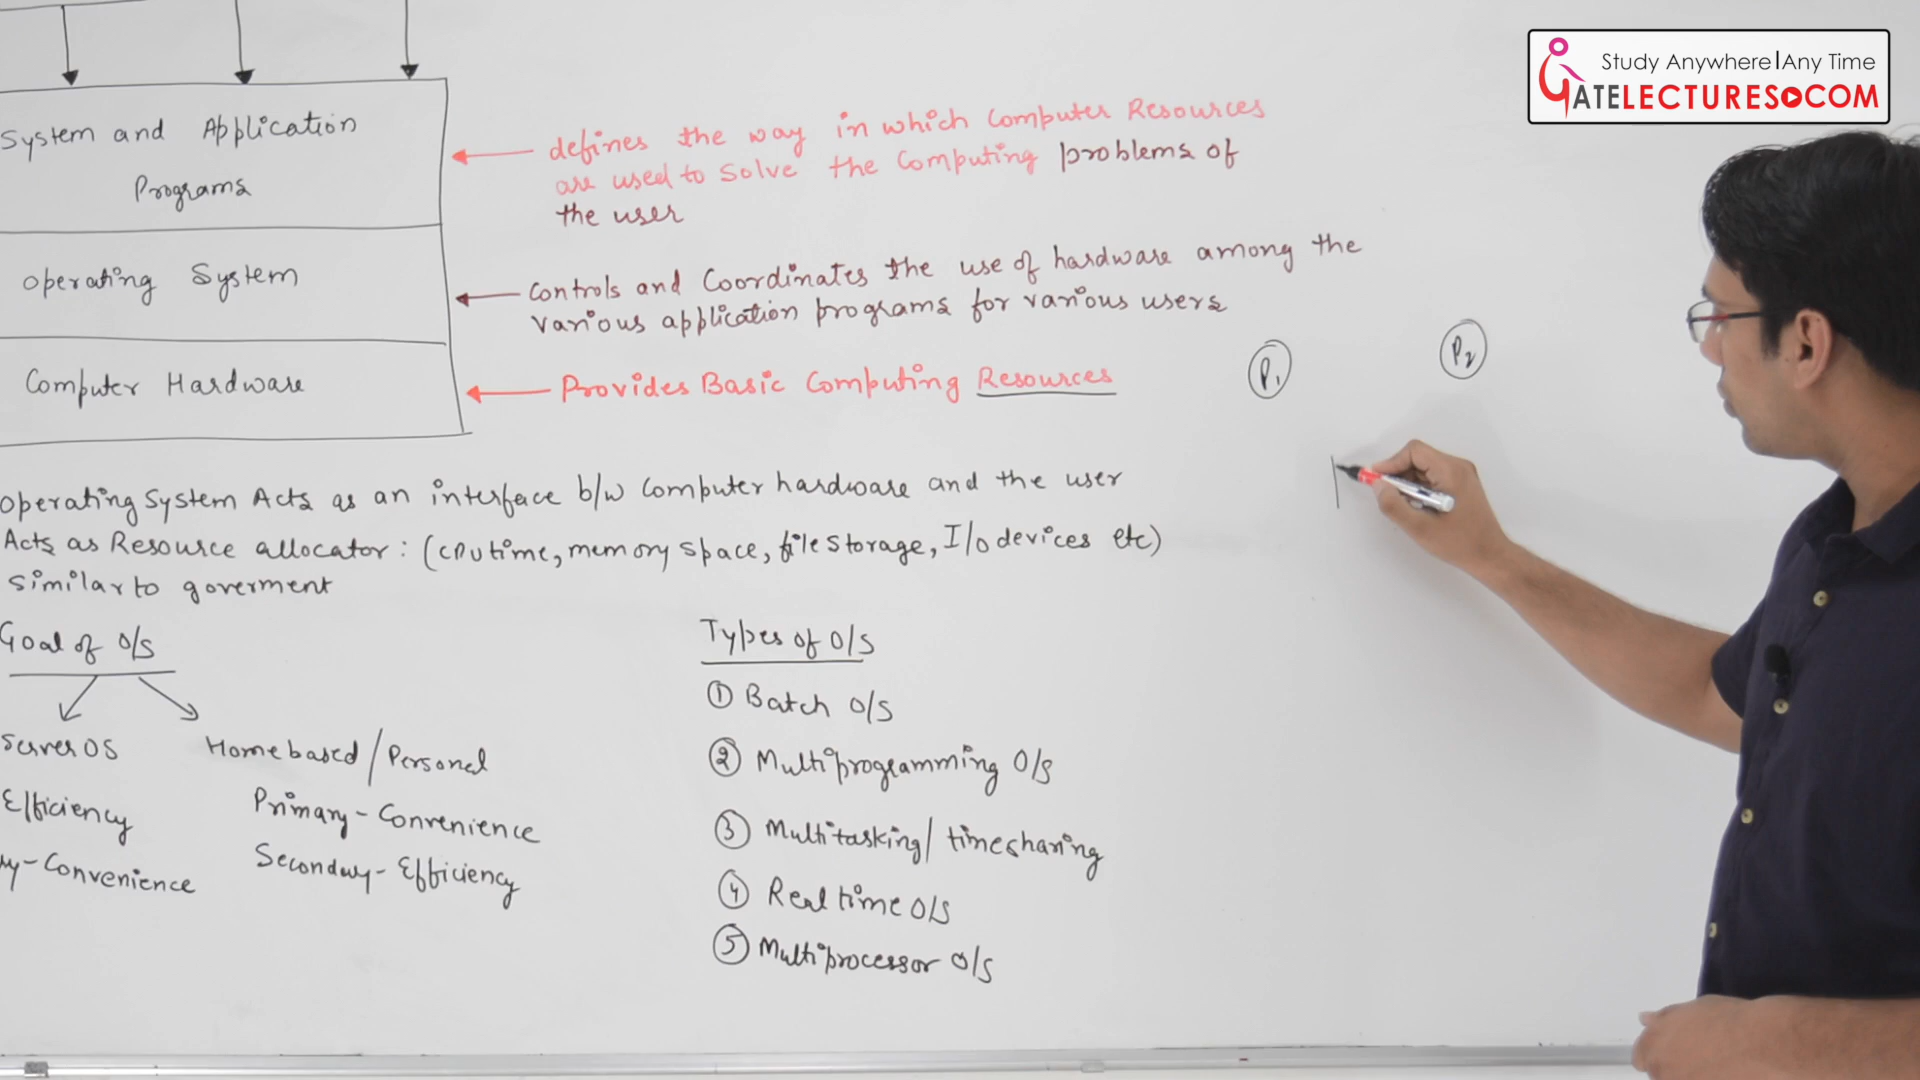 Study Anywhere|Any Time
GATELECTURES.COM
System and Application
Programs
defines the way in which Computer Resources
are used to solve the Computing problems of
the user
Operating System
Controls and Coordinates the use of hardware among the
various application programs for various users
P1
P2
Computer Hardware
Provides Basic Computing Resources
Operating System Acts as an interface b/w Computer hardware and the user
Acts as Resource allocator: (CPU time, memory space, file storage, I/O devices etc)
similar to goverment
Goal of O/S
Server OS
Efficiency
ry-Convenience
Homebased/Personal
Primary-Convenience
Secondary-Efficiency
Types of O/S
① Batch O/S
② Multiprogramming O/S
③ Multitasking/timesharing
④ Real time O/S
⑤ Multiprocessor O/S